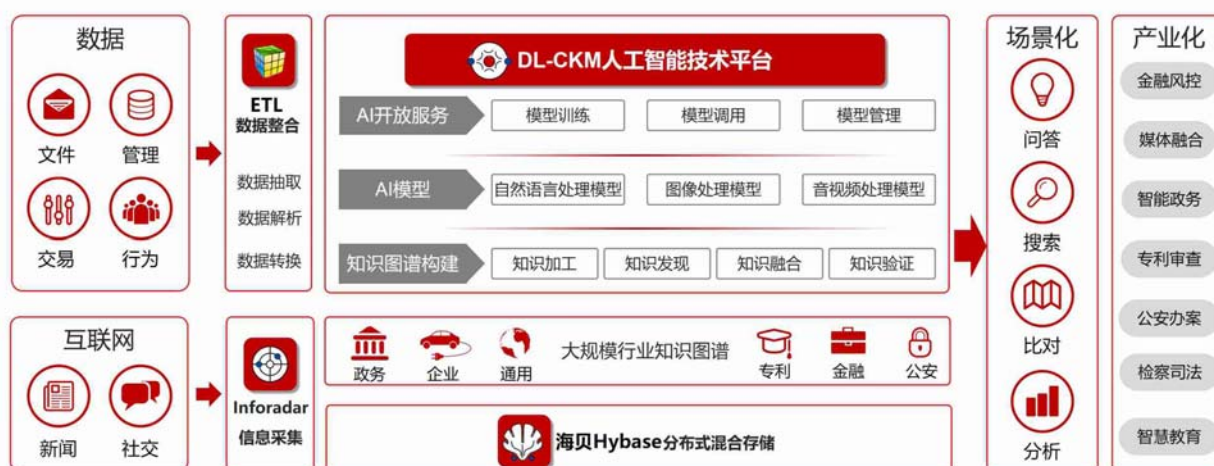 数据
文件
管理
交易
行为
ETL
数据整合
数据抽取
数据解析
数据转换
DL-CKM人工智能技术平台
AI开放服务
模型训练
模型调用
模型管理
AI模型
自然语言处理模型
图像处理模型
音视频处理模型
知识图谱构建
知识加工
知识发现
知识融合
知识验证
互联网
新闻
社交
Inforadar
信息采集
政务
企业
通用
大规模行业知识图谱
专利
金融
公安
海贝Hybase分布式混合存储
场景化
问答
搜索
比对
分析
产业化
金融风控
媒体融合
智能政务
专利审查
公安办案
检察司法
智慧教育